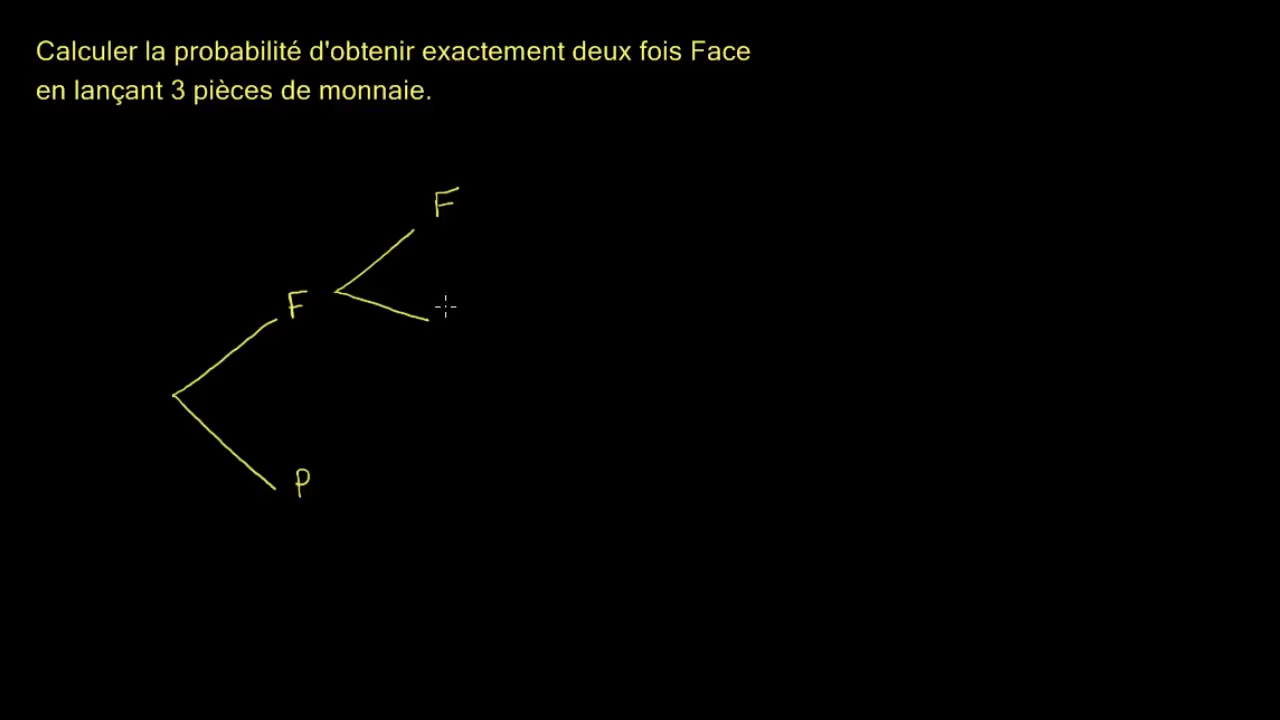 Calculer la probabilité d'obtenir exactement deux fois Face
en lançant 3 pièces de monnaie.
F
F
P